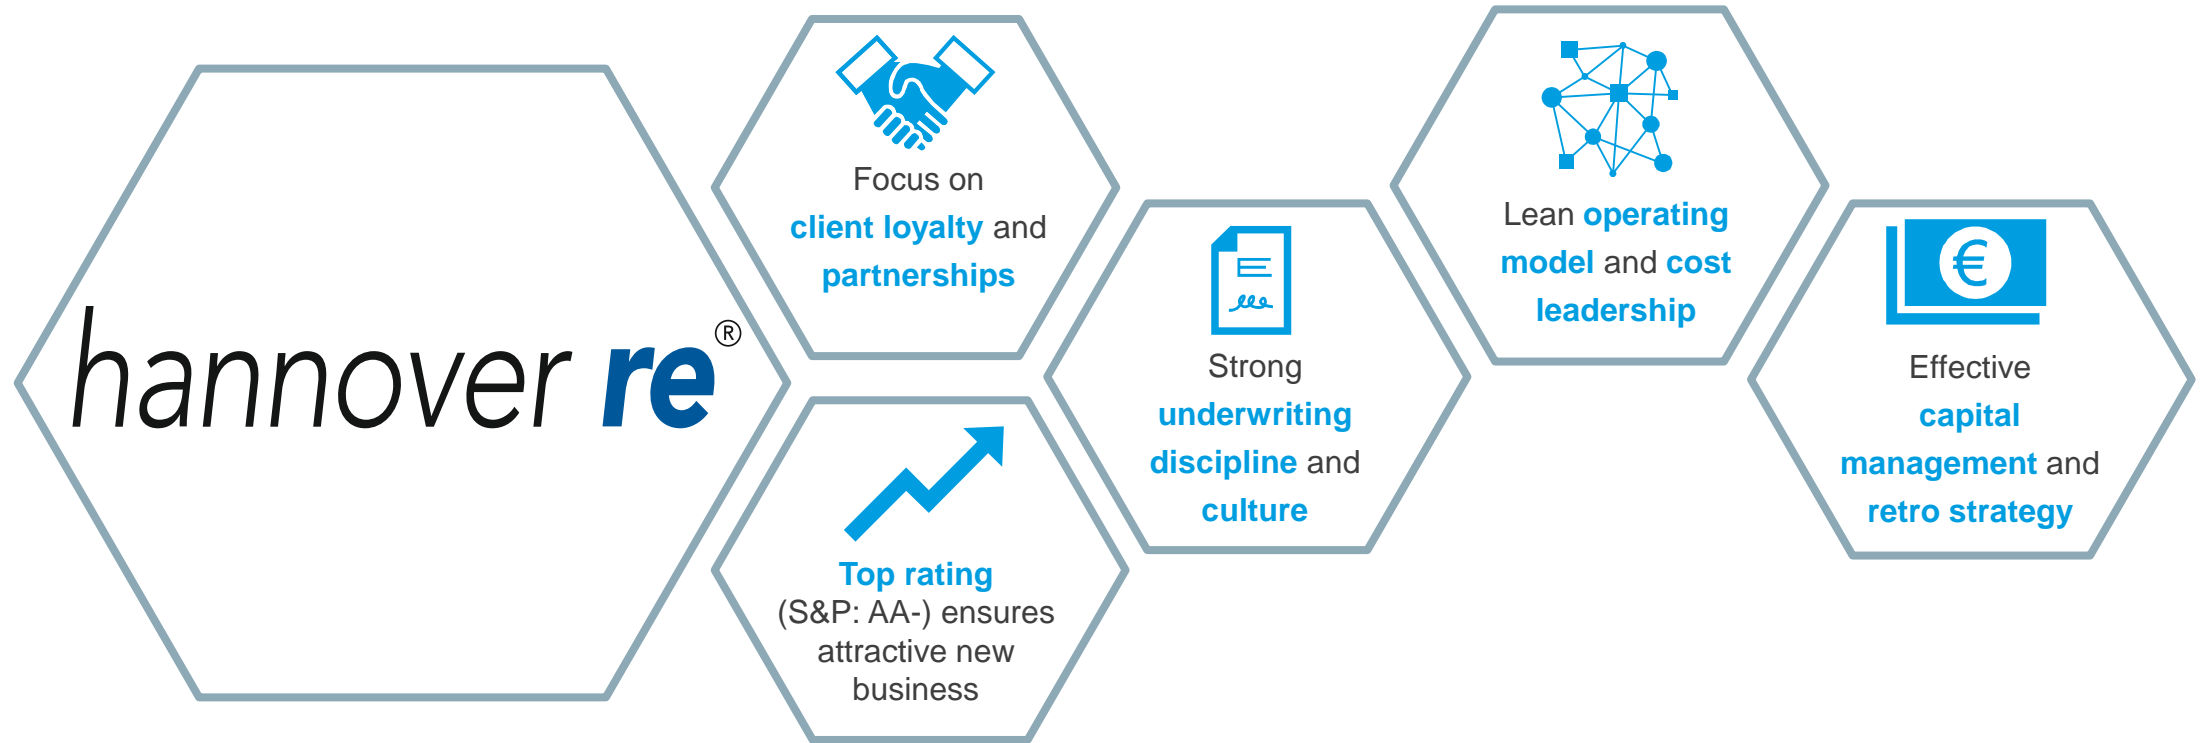 hannover re®
Focus on
client loyalty and
partnerships
Top rating
(S&P: AA-) ensures
attractive new
business
Strong
underwriting
discipline and
culture
Lean operating
model and cost
leadership
€
Effective
capital
management and
retro strategy